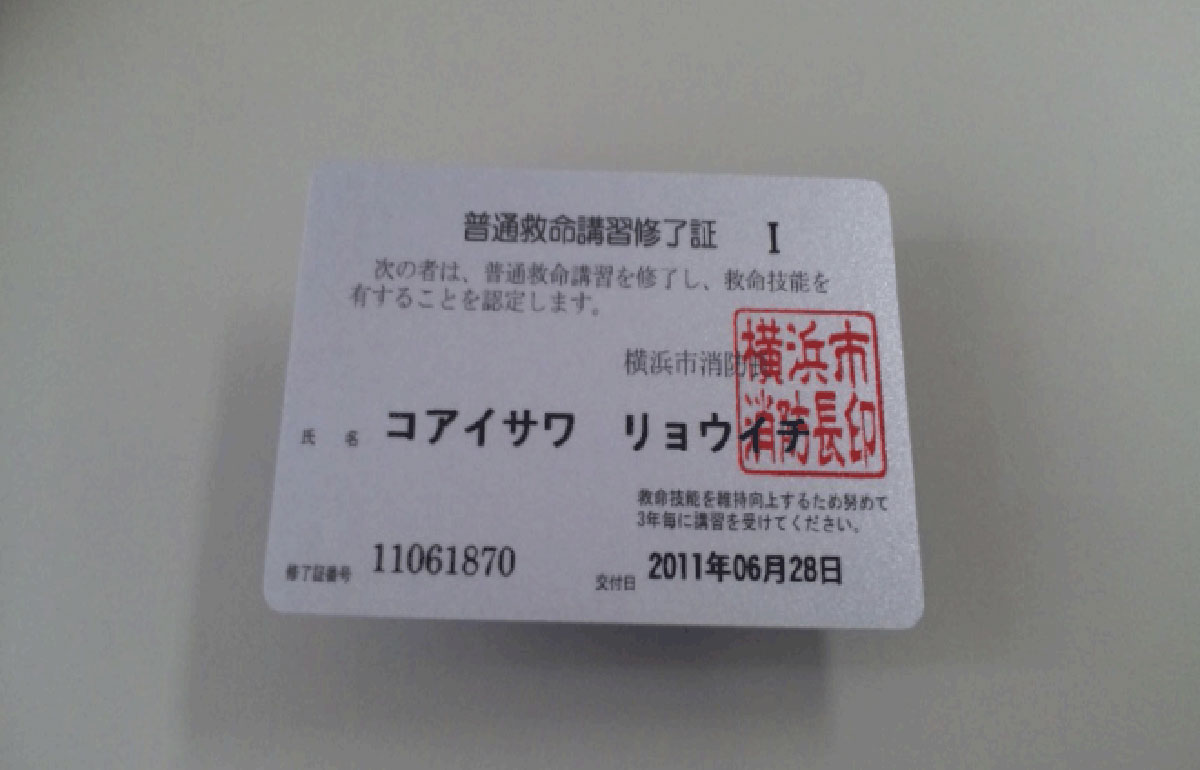 普通救命講習修了証 I
次の者は、普通救命講習を修了し、救命技能を
有することを認定します。
横浜市消防長
横浜市
消防長印
氏 名 コアイサワ リョウイチ
救命技能を維持向上するため努めて
3年毎に講習を受けてください。
修了証番号 11061870 交付日 2011年06月28日